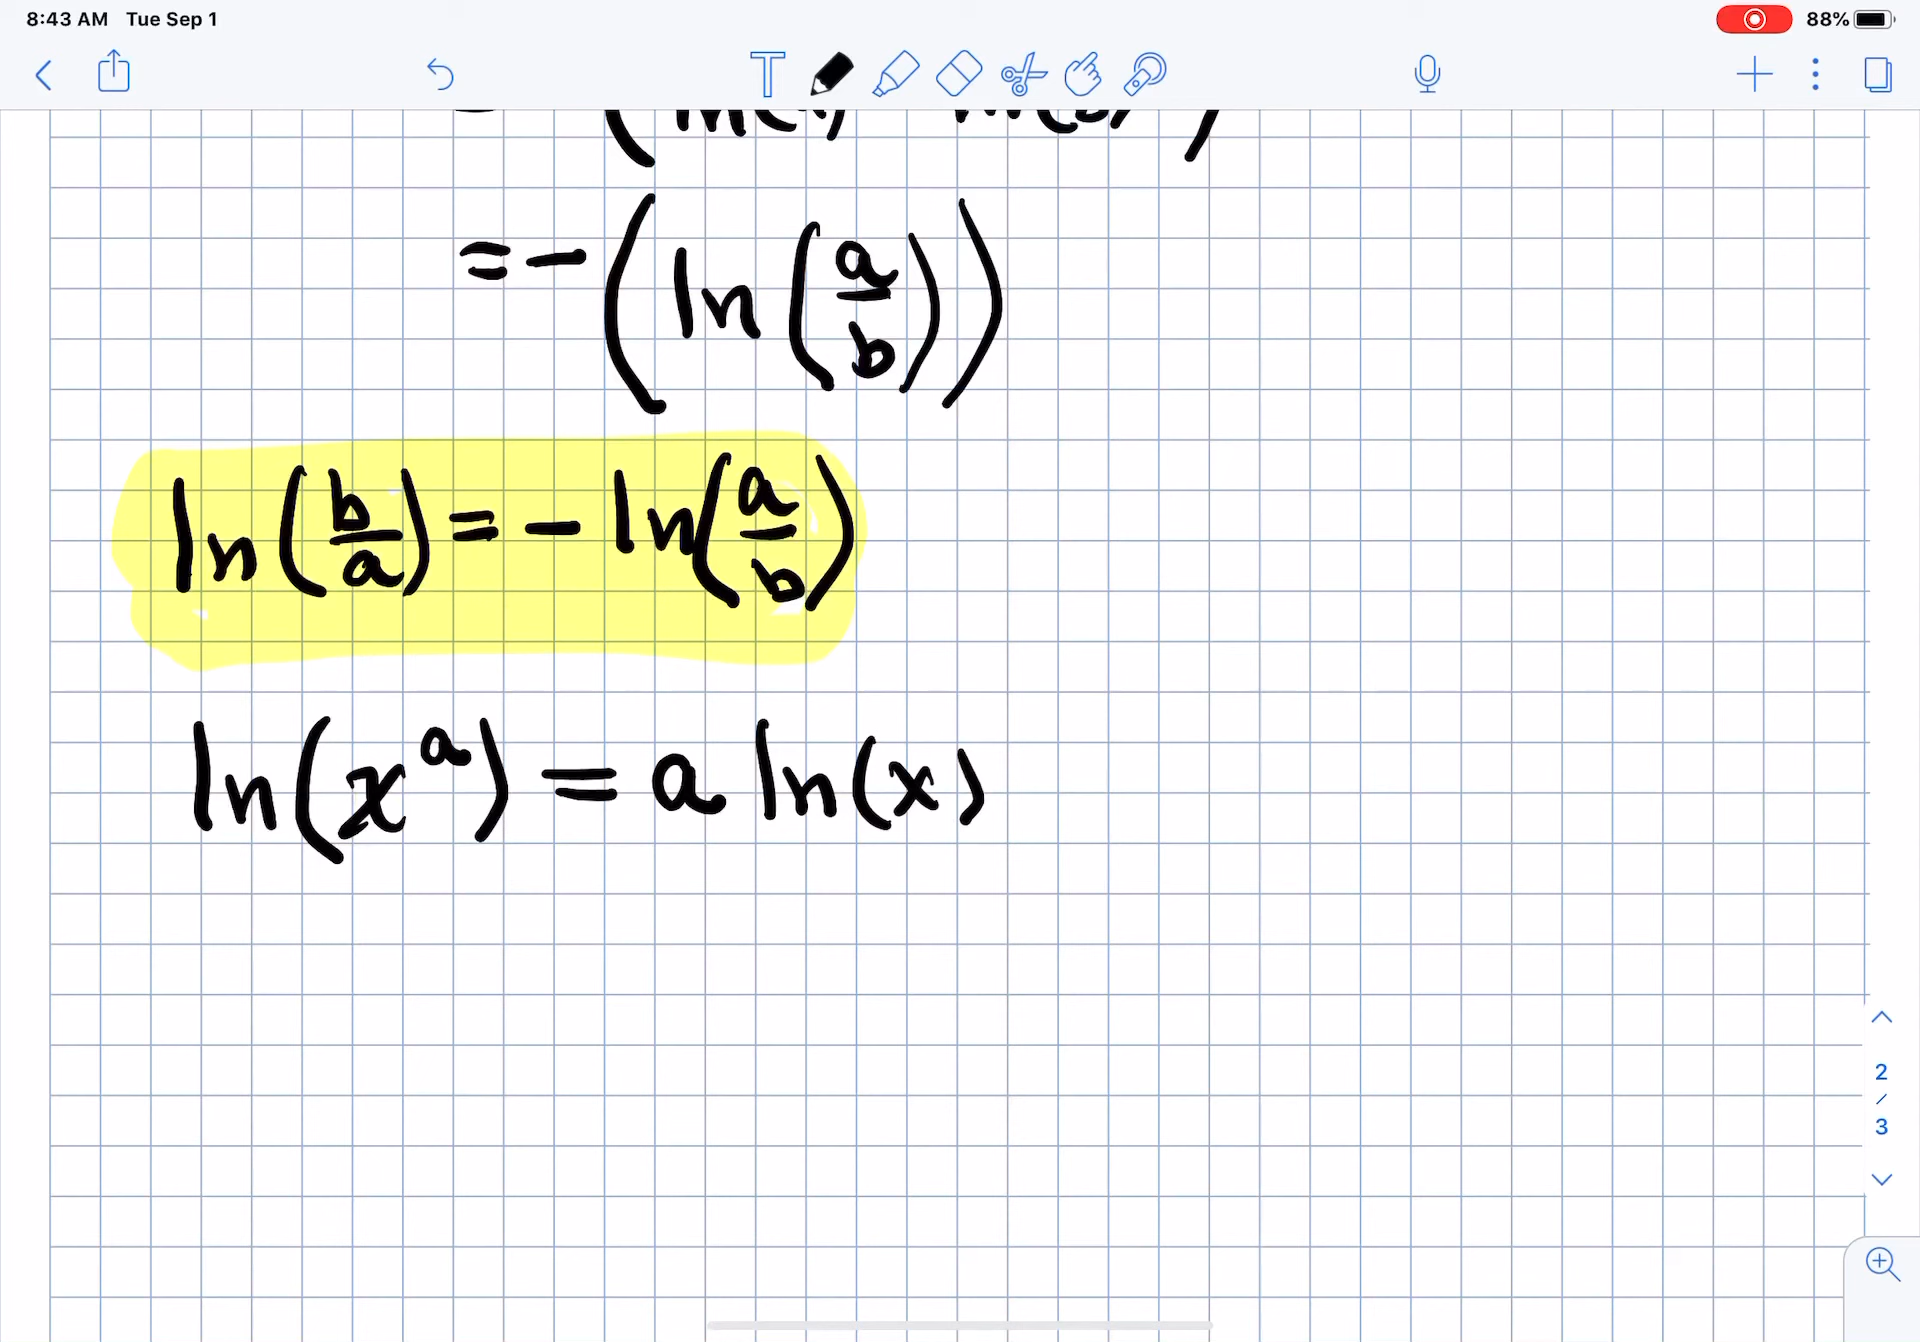 8:43 AM Tue Sep 1 88%
T
= - ( ln ( a/b ) )
ln ( b/a ) = - ln ( a/b )
ln ( x^a ) = a ln (x)
2
/
3